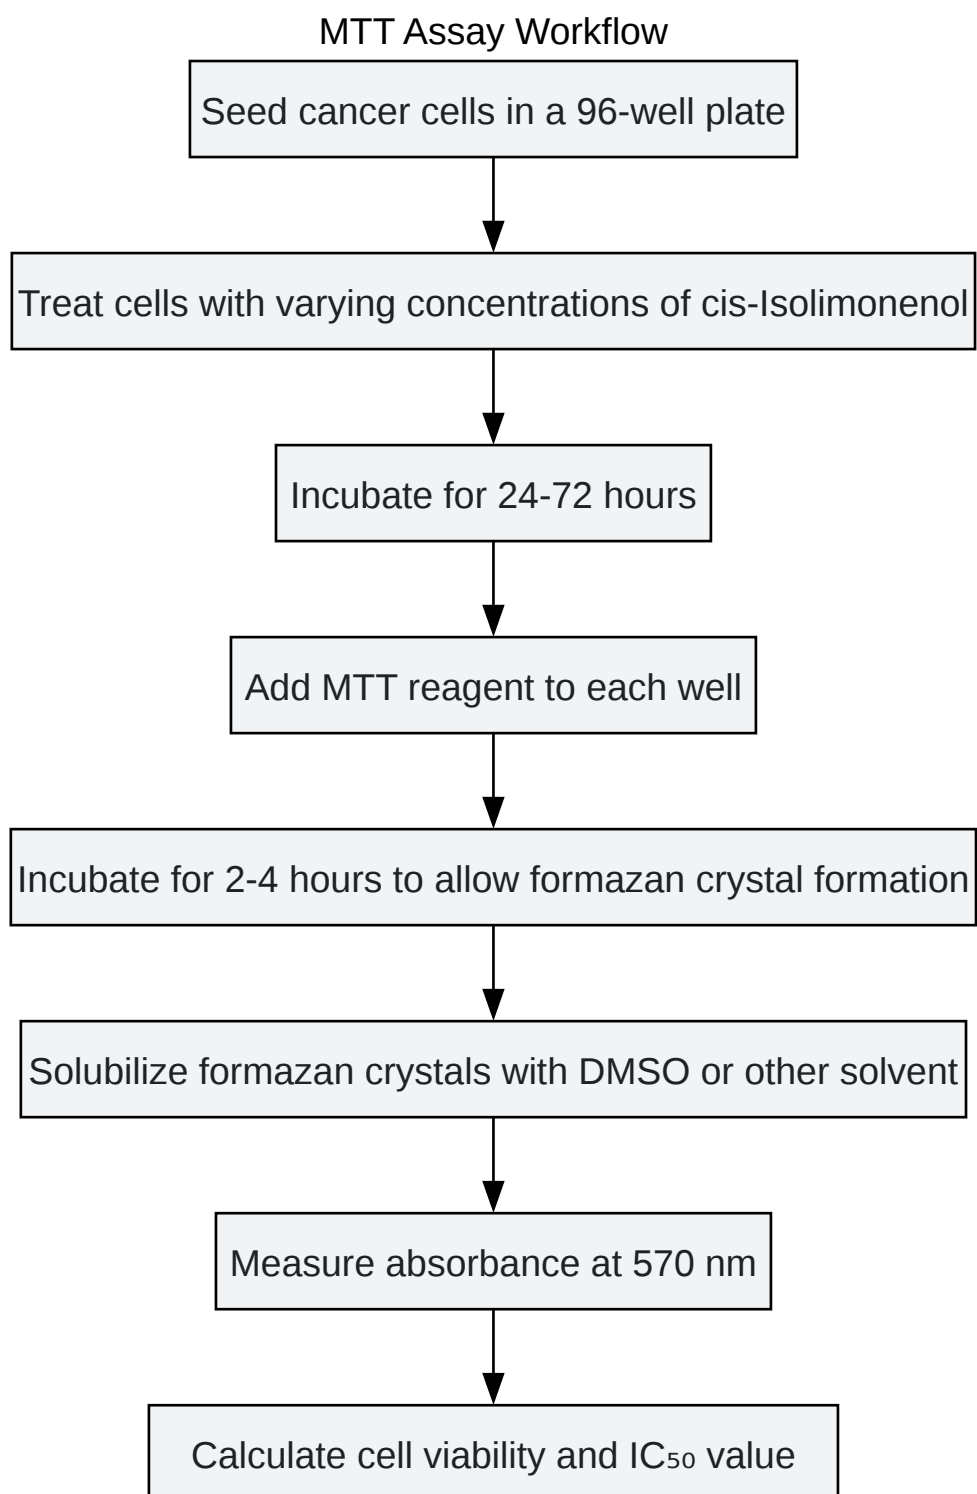 MTT Assay Workflow
Seed cancer cells in a 96-well plate
Treat cells with varying concentrations of cis-Isolimonenol
Incubate for 24-72 hours
Add MTT reagent to each well
Incubate for 2-4 hours to allow formazan crystal formation
Solubilize formazan crystals with DMSO or other solvent
Measure absorbance at 570 nm
Calculate cell viability and IC₅₀ value